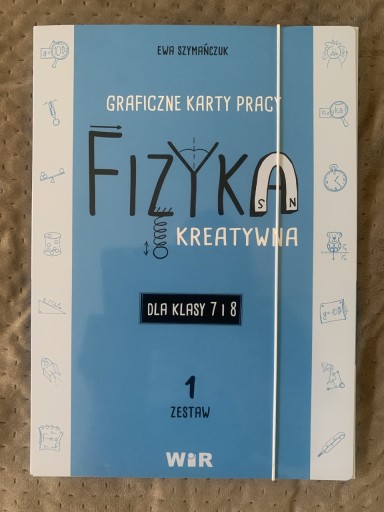 EWA SZYMAŃCZUK
GRAFICZNE KARTY PRACY
FIZYKA
S N
KREATYWNA
DLA KLASY 7 I 8
1
ZESTAW
WiR